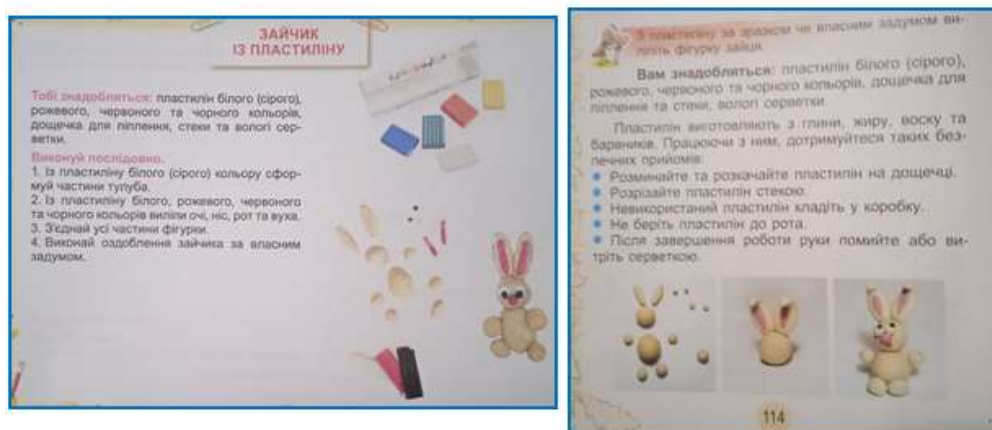 ЗАЙЧИК
ІЗ ПЛАСТИЛІНУ
Тобі знадобляться: пластилін білого (сірого),
рожевого, червоного та чорного кольорів,
дощечка для ліплення, стеки та вологі сер-
ветки.
Виконуй послідовно.
1. Із пластиліну білого (сірого) кольору сфор-
муй частини тулуба.
2. Із пластиліну білого, рожевого, червоного
та чорного кольорів виліпи очі, ніс, рот та вуха.
3. З'єднай усі частини фігурки.
4. Виконай оздоблення зайчика за власним
задумом.
З пластиліну за зразком чи власним задумом ви-
ліпіть фігурку зайця.
Вам знадобляться: пластилін білого (сірого),
рожевого, червоного та чорного кольорів, дощечка для
ліплення та стеки, вологі серветки.
Пластилін виготовляють з глини, жиру, воску та
барвників. Працюючи з ним, дотримуйтеся таких без-
печних прийомів:
• Розминайте та розкачайте пластилін на дощечці.
• Розрізайте пластилін стекою.
• Невикористаний пластилін кладіть у коробку.
• Не беріть пластилін до рота.
• Після завершення роботи руки помийте або ви-
тріть серветкою.
114